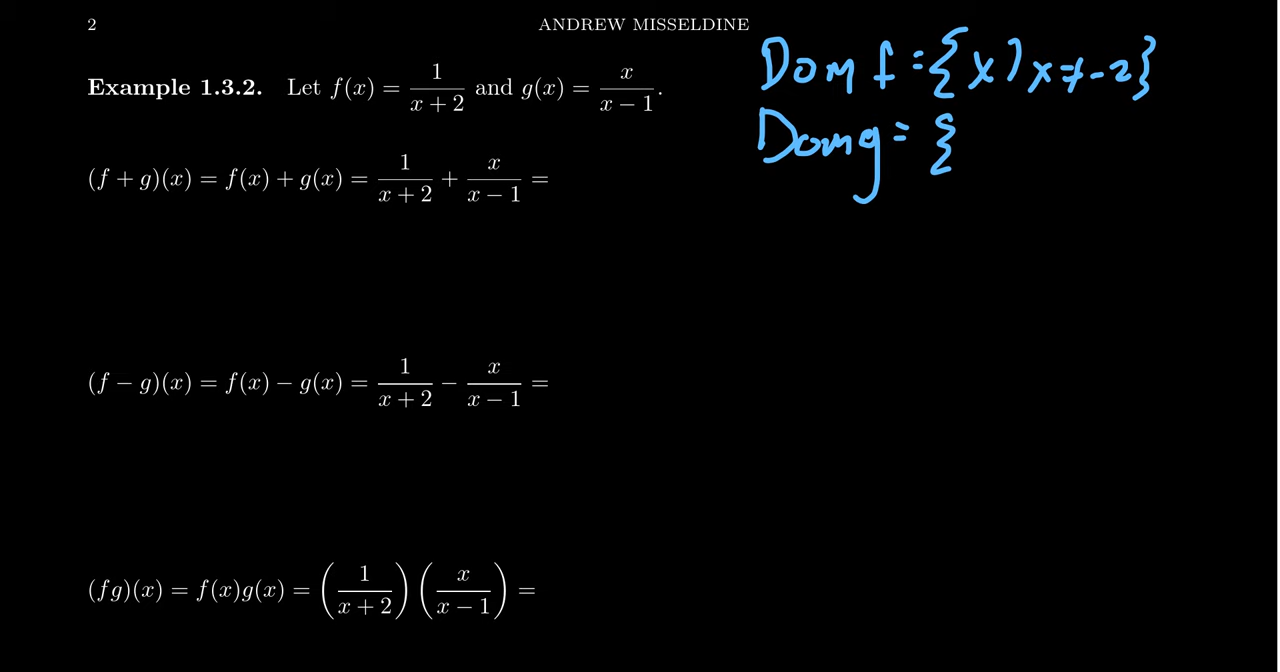 2 ANDREW MISSELDINE
Dom f = {x | x ≠ -2}
Example 1.3.2. Let f(x) = 1/(x + 2) and g(x) = x/(x − 1).
Dom g = {
(f + g)(x) = f(x) + g(x) = 1/(x + 2) + x/(x − 1) =
(f − g)(x) = f(x) − g(x) = 1/(x + 2) − x/(x − 1) =
(fg)(x) = f(x)g(x) = (1/(x + 2)) (x/(x − 1)) =